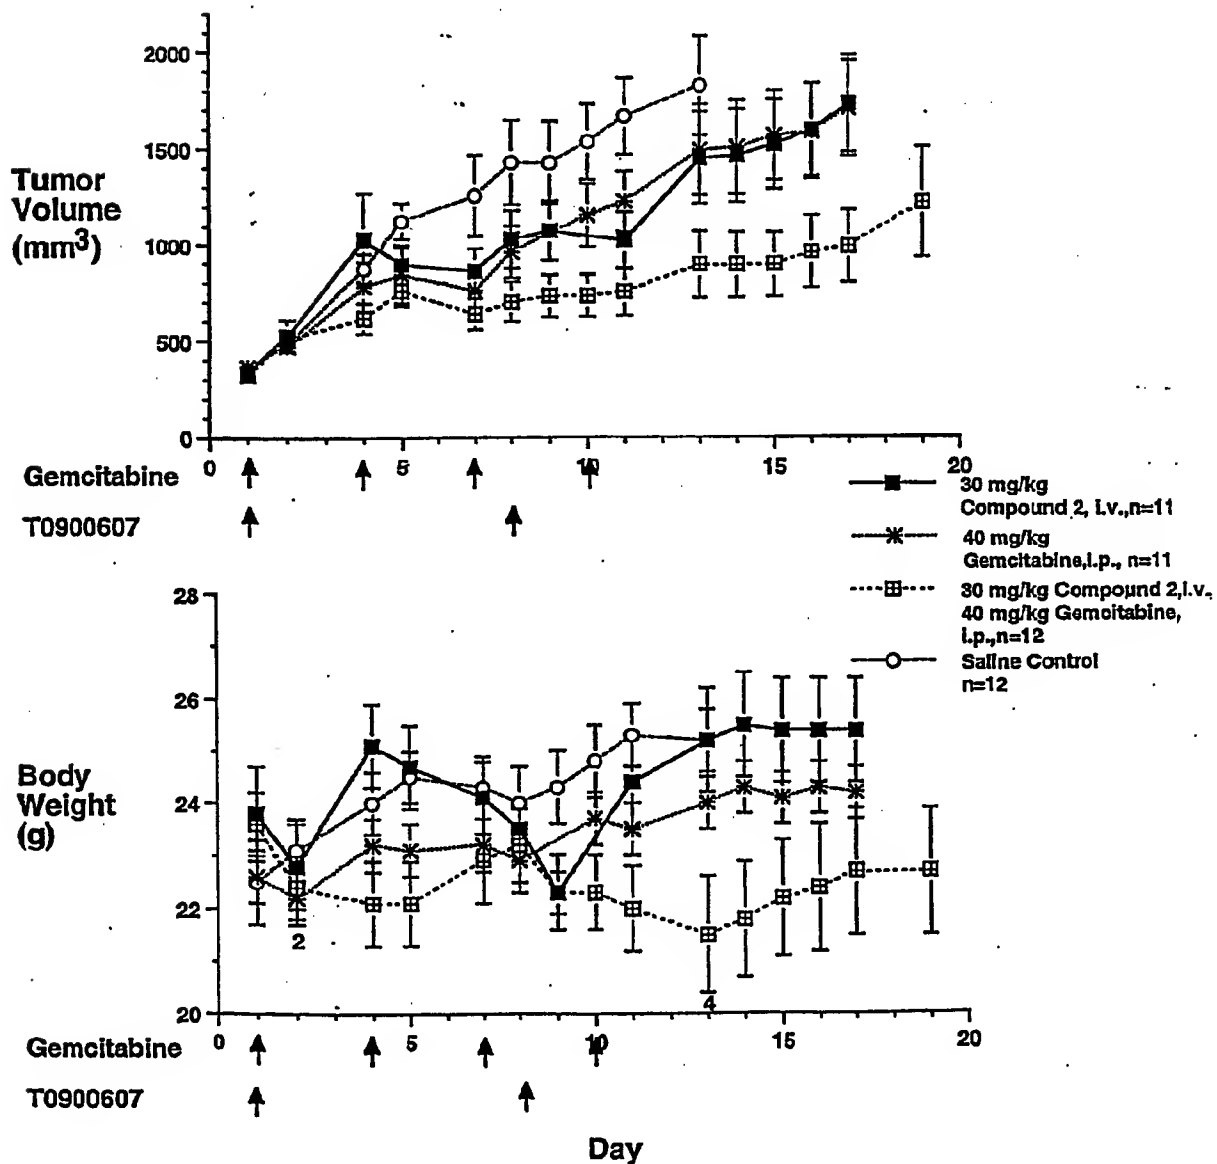 2000
1500
Tumor
Volume
(mm³)
1000
500
0
0 5 10 15 20
Gemcitabine
T0900607
30 mg/kg
Compound 2, i.v.,n=11
40 mg/kg
Gemcitabine,i.p., n=11
30 mg/kg Compound 2,i.v.,
40 mg/kg Gemcitabine,
i.p.,n=12
Saline Control
n=12
28
26
Body
Weight
(g)
24
22
2
20
4
0 5 10 15 20
Gemcitabine
T0900607
Day